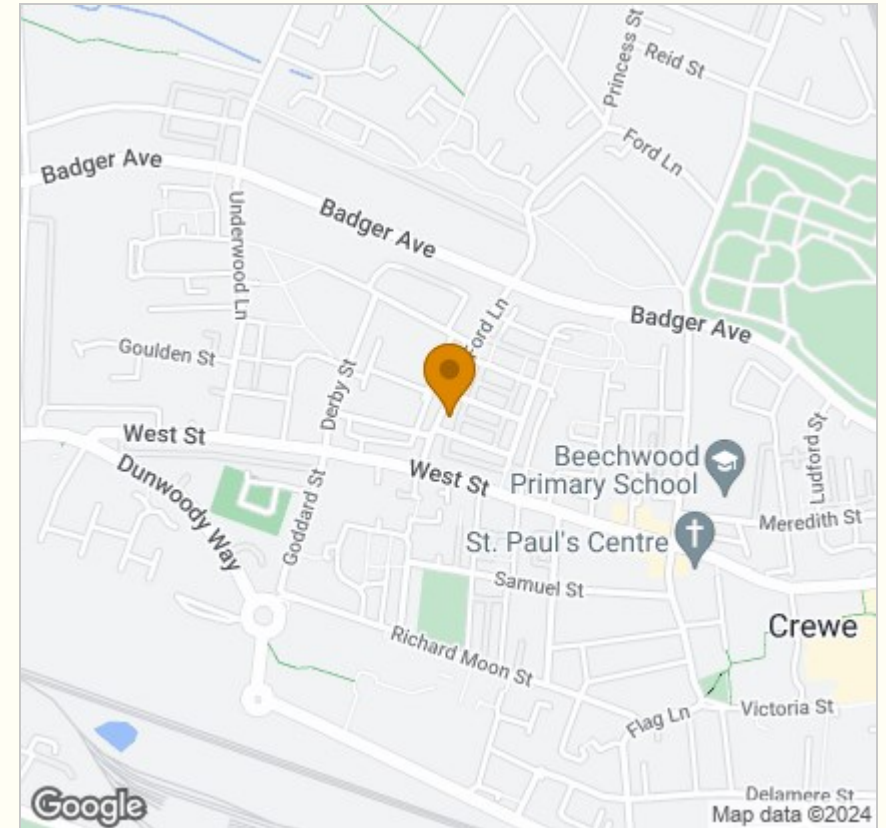 Princess St
Reid St
Ford Ln
Badger Ave
Underwood Ln
Badger Ave
Ford Ln
Badger Ave
Goulden St
Derby St
West St
West St
Dunwoody Way
Goddard St
Beechwood
Primary School
Ludford St
Meredith St
St. Paul's Centre
Samuel St
Crewe
Richard Moon St
Flag Ln
Victoria St
Delamere St
Google
Map data ©2024